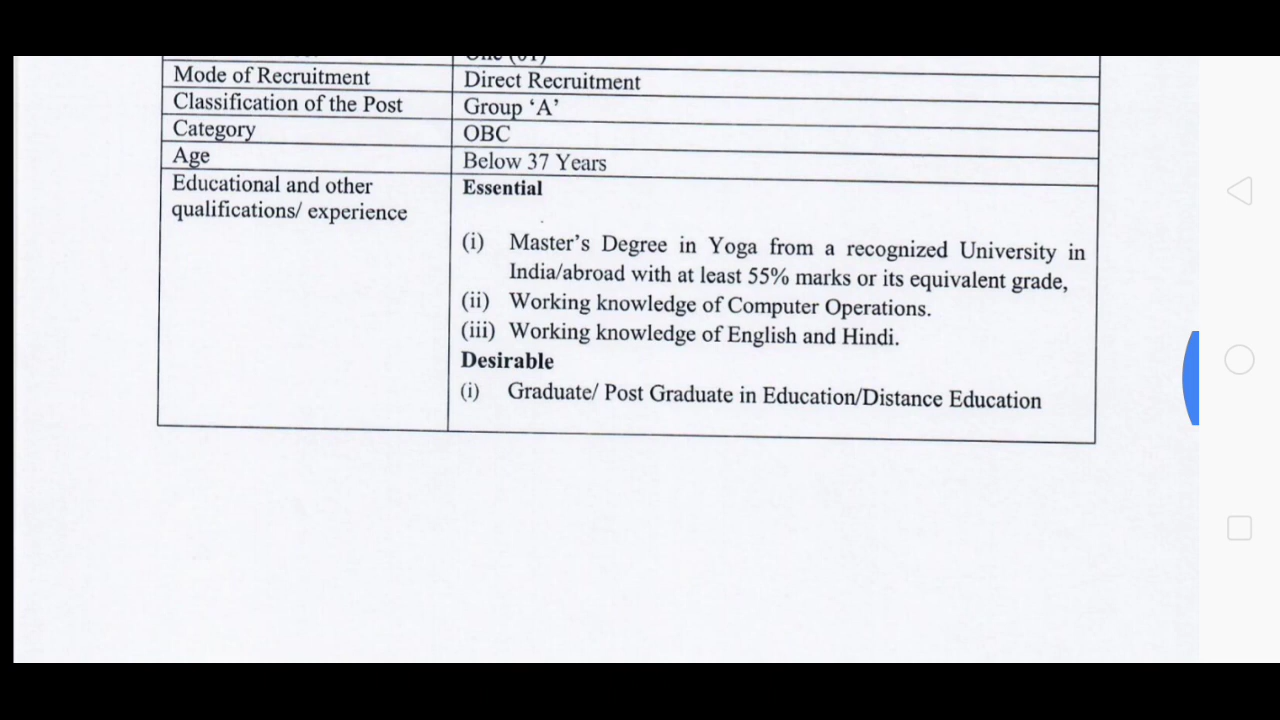 One (01)
Mode of Recruitment Direct Recruitment
Classification of the Post Group ‘A’
Category OBC
Age Below 37 Years
Educational and other Essential
qualifications/ experience
(i) Master’s Degree in Yoga from a recognized University in
India/abroad with at least 55% marks or its equivalent grade,
(ii) Working knowledge of Computer Operations.
(iii) Working knowledge of English and Hindi.
Desirable
(i) Graduate/ Post Graduate in Education/Distance Education